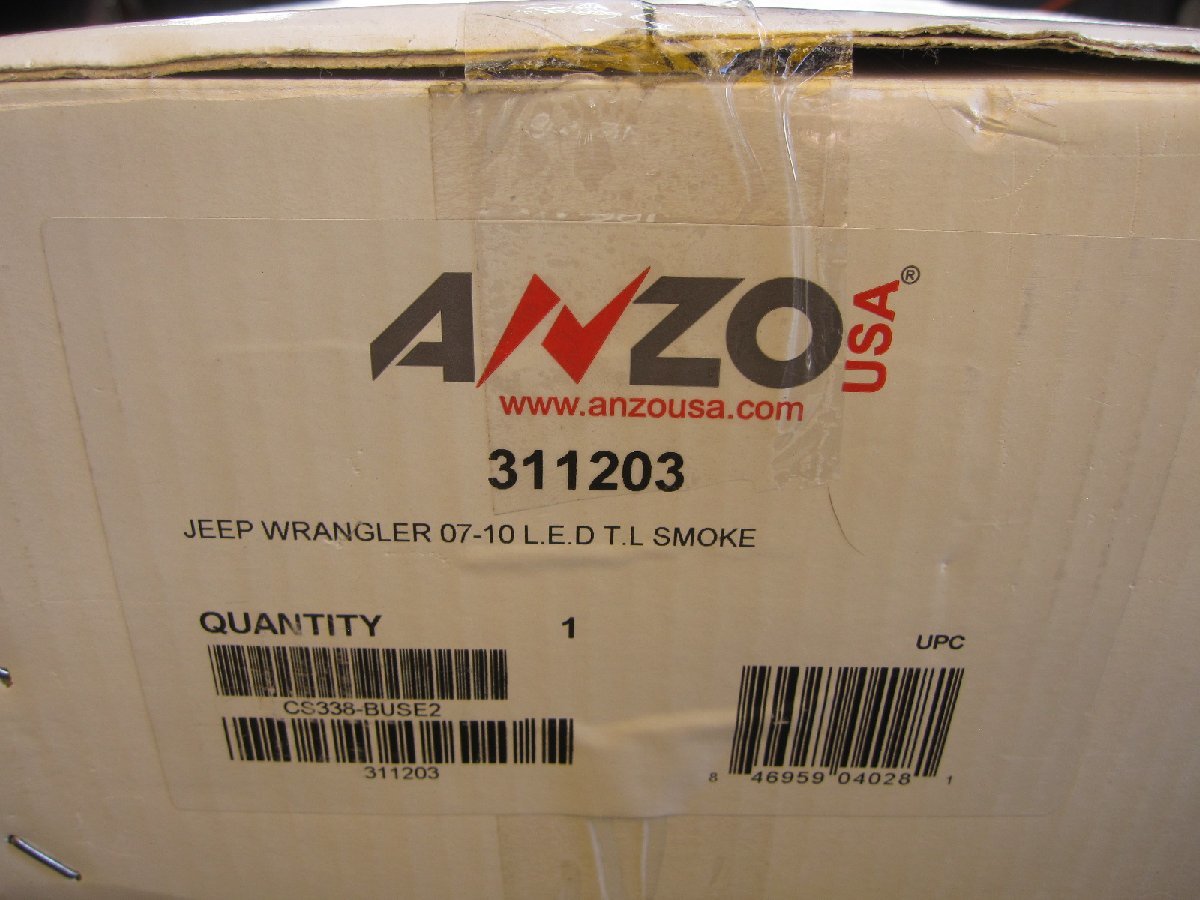 ANZO USA®
www.anzousa.com
311203
JEEP WRANGLER 07-10 L.E.D T.L SMOKE
QUANTITY 1
UPC
CS338-BUSE2
311203
8 46959 04028 1